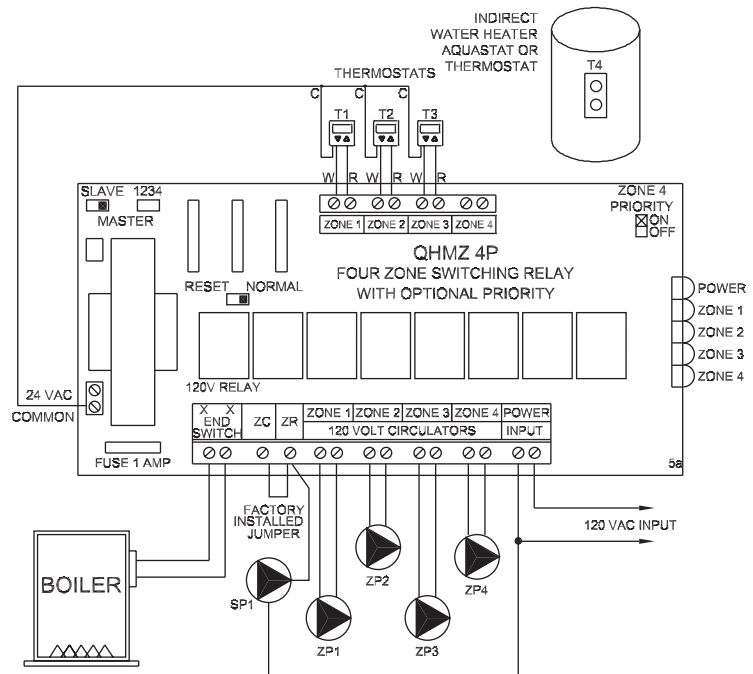 INDIRECT
WATER HEATER
AQUASTAT OR
THERMOSTAT
T4
THERMOSTATS
C C C
T1 T2 T3
W R W R W R
SLAVE 1234
MASTER
ZONE 4
PRIORITY
ON
OFF
ZONE 1 ZONE 2 ZONE 3 ZONE 4
QHMZ 4P
FOUR ZONE SWITCHING RELAY
WITH OPTIONAL PRIORITY
RESET NORMAL
POWER
ZONE 1
ZONE 2
ZONE 3
ZONE 4
24 VAC
COMMON
120V RELAY
X X
END
SWITCH
ZC ZR
ZONE 1 ZONE 2 ZONE 3 ZONE 4 POWER
120 VOLT CIRCULATORS INPUT
FUSE 1 AMP
5a
FACTORY
INSTALLED
JUMPER
120 VAC INPUT
BOILER
SP1
ZP1
ZP2
ZP3
ZP4